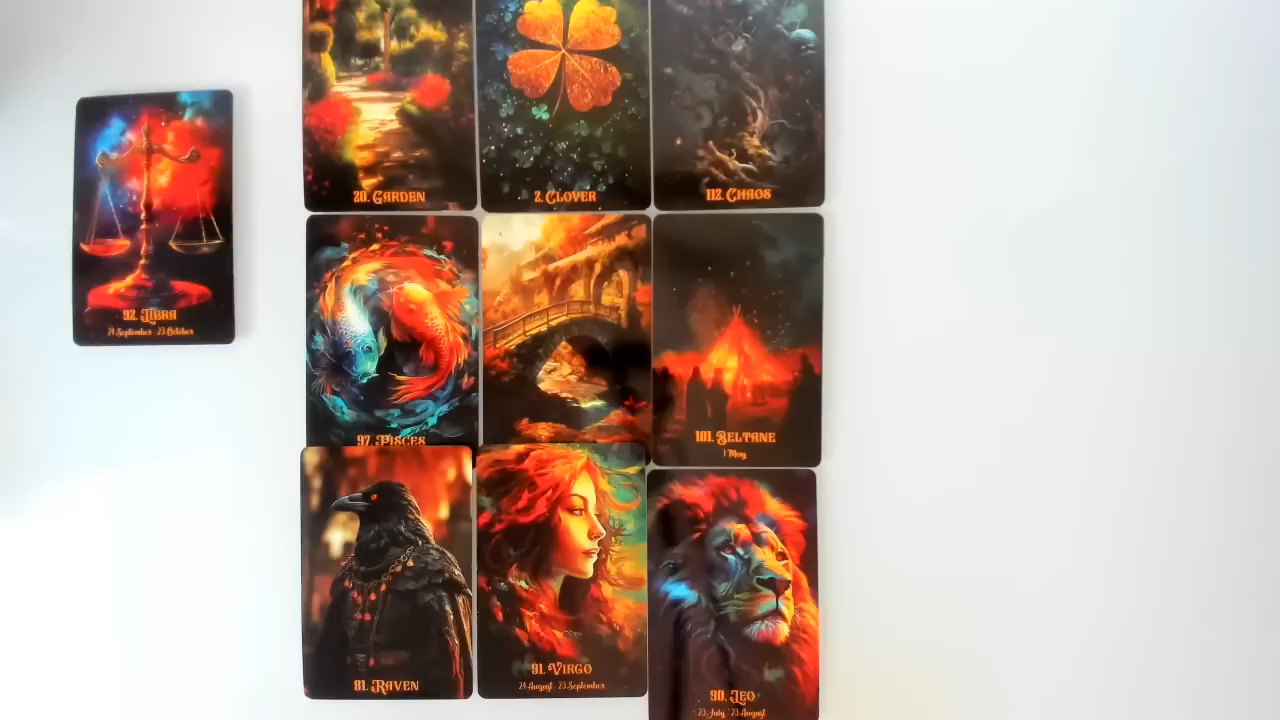 20. GARDEN
2. CLOVER
112. CHAOS
92. LIBRA
24 September - 23 October
97. PISCES
101. BELTANE
1 May
81. RAVEN
91. VIRGO
24 August - 23 September
90. LEO
23 July - 23 August